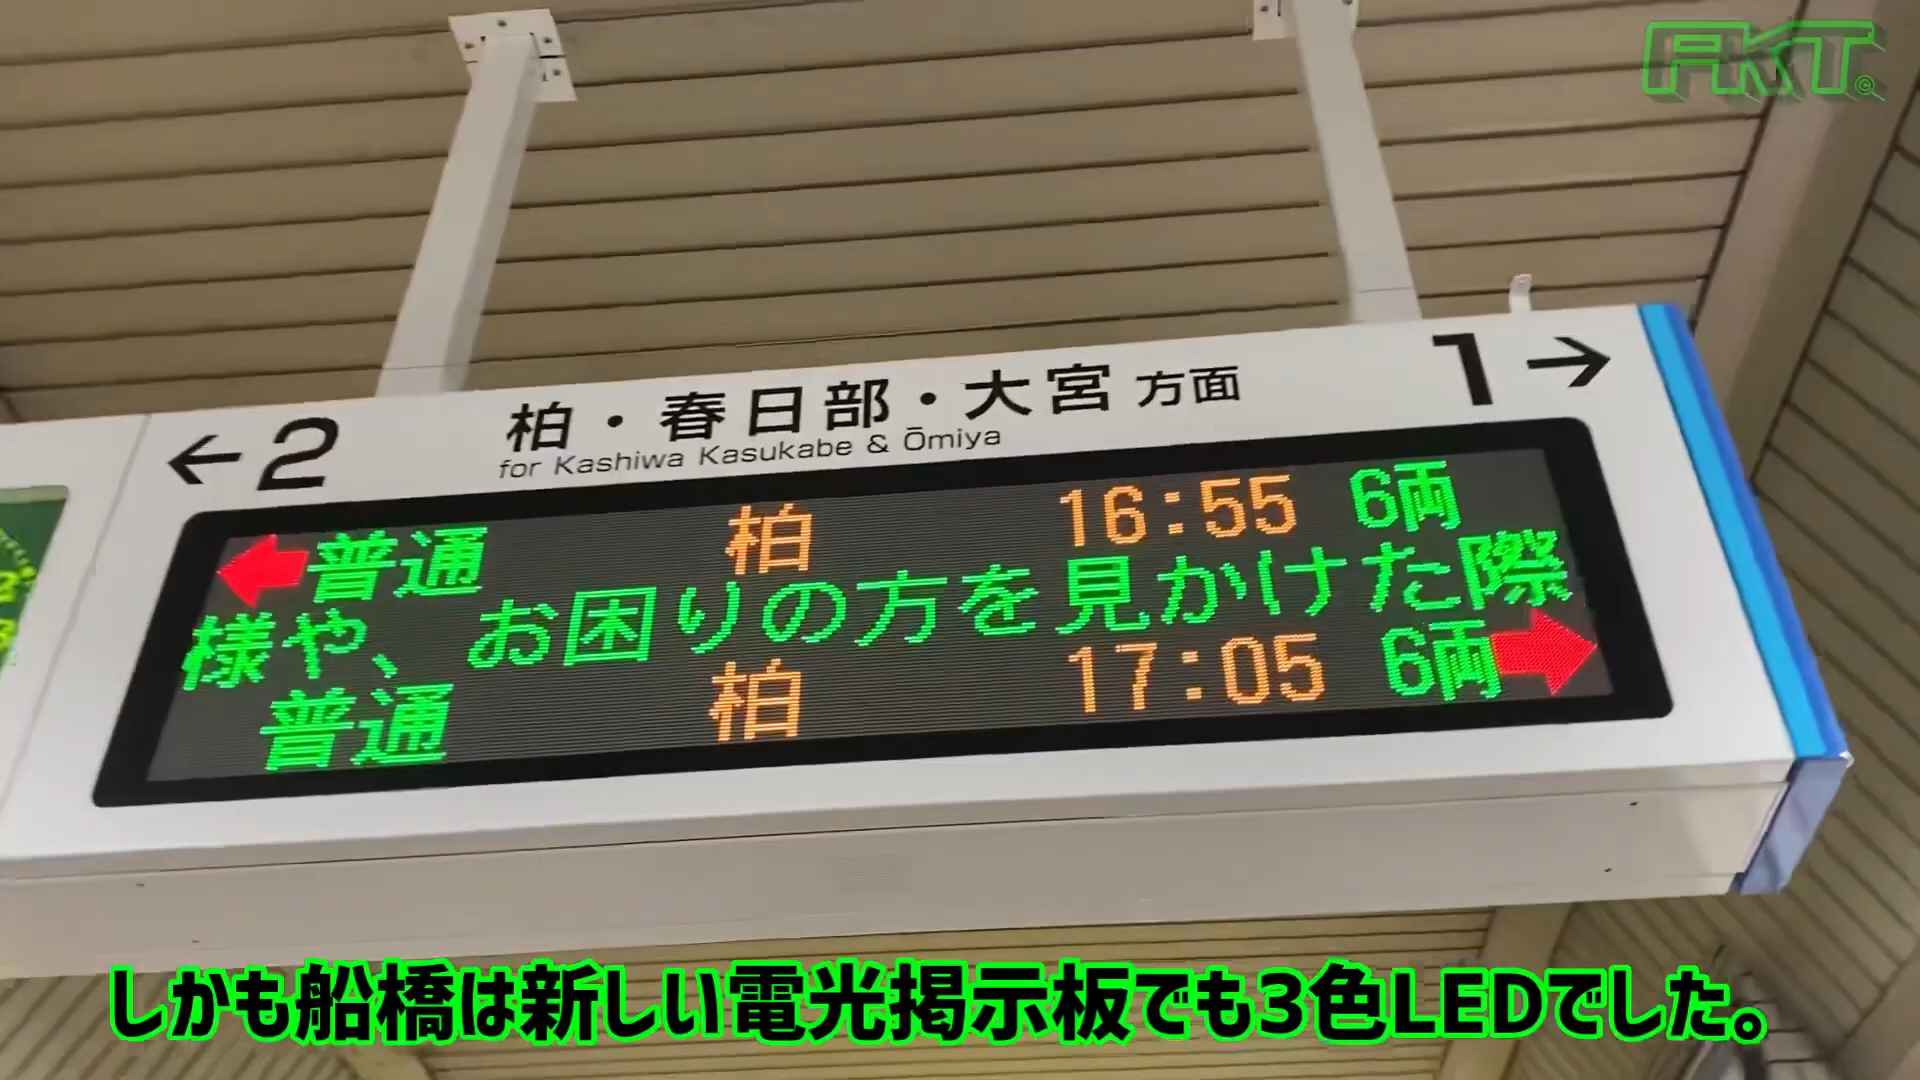 FKT©
←2 柏・春日部・大宮 方面 1→
for Kashiwa Kasukabe & Ōmiya
普通 柏 16:55 6両
様や、お困りの方を見かけた際
普通 柏 17:05 6両
しかも船橋は新しい電光掲示板でも3色LEDでした。